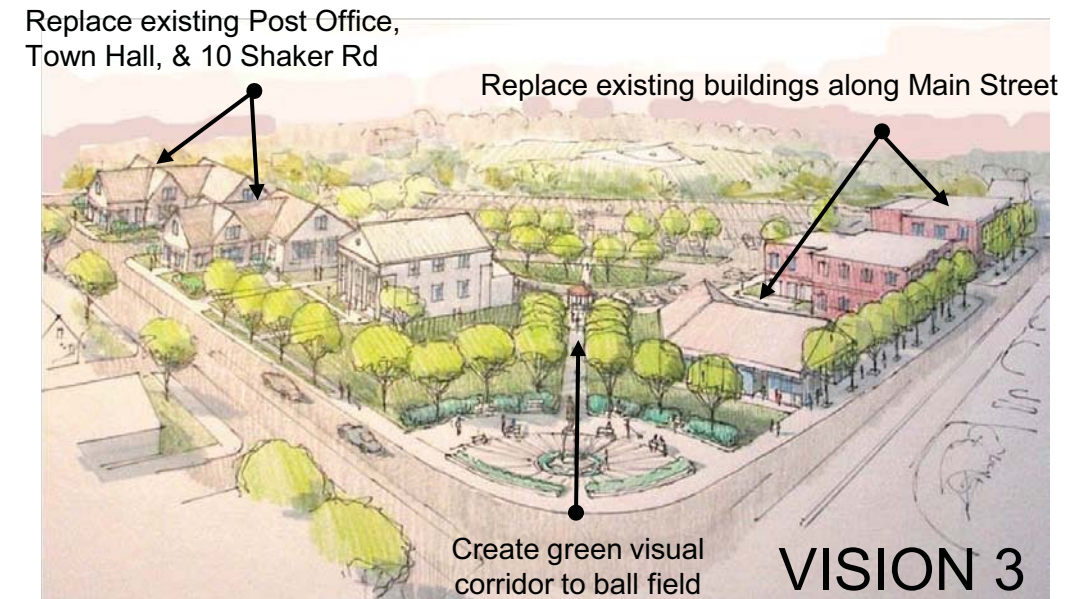 Replace existing Post Office,
Town Hall, & 10 Shaker Rd
Replace existing buildings along Main Street
Create green visual
corridor to ball field
VISION 3